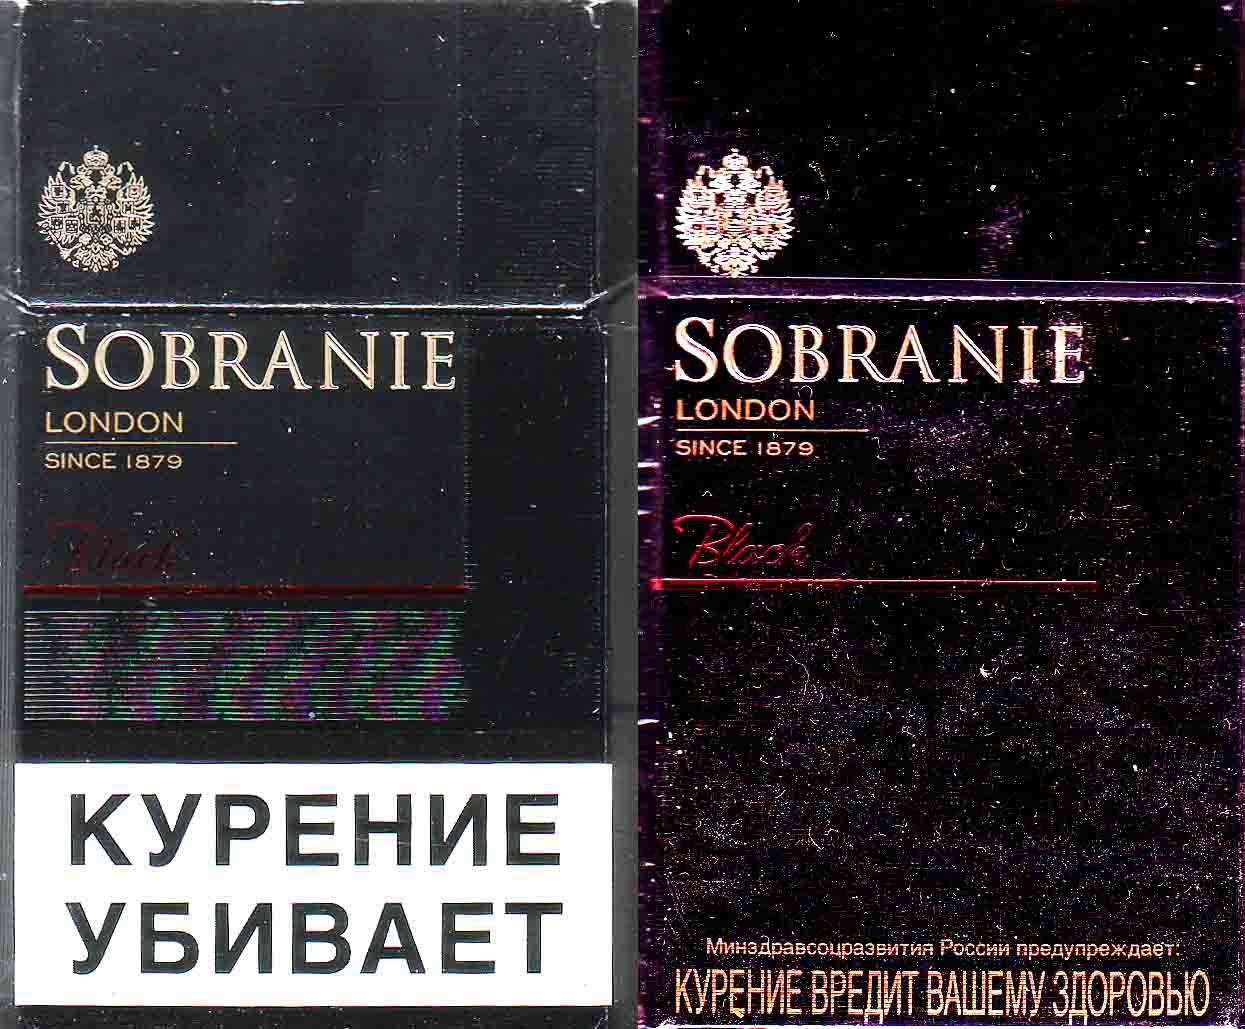 SOBRANIE
LONDON
SINCE 1879
Black
КУРЕНИЕ
УБИВАЕТ
SOBRANIE
LONDON
SINCE 1879
Black
Минздравсоцразвития России предупреждает:
КУРЕНИЕ ВРЕДИТ ВАШЕМУ ЗДОРОВЬЮ